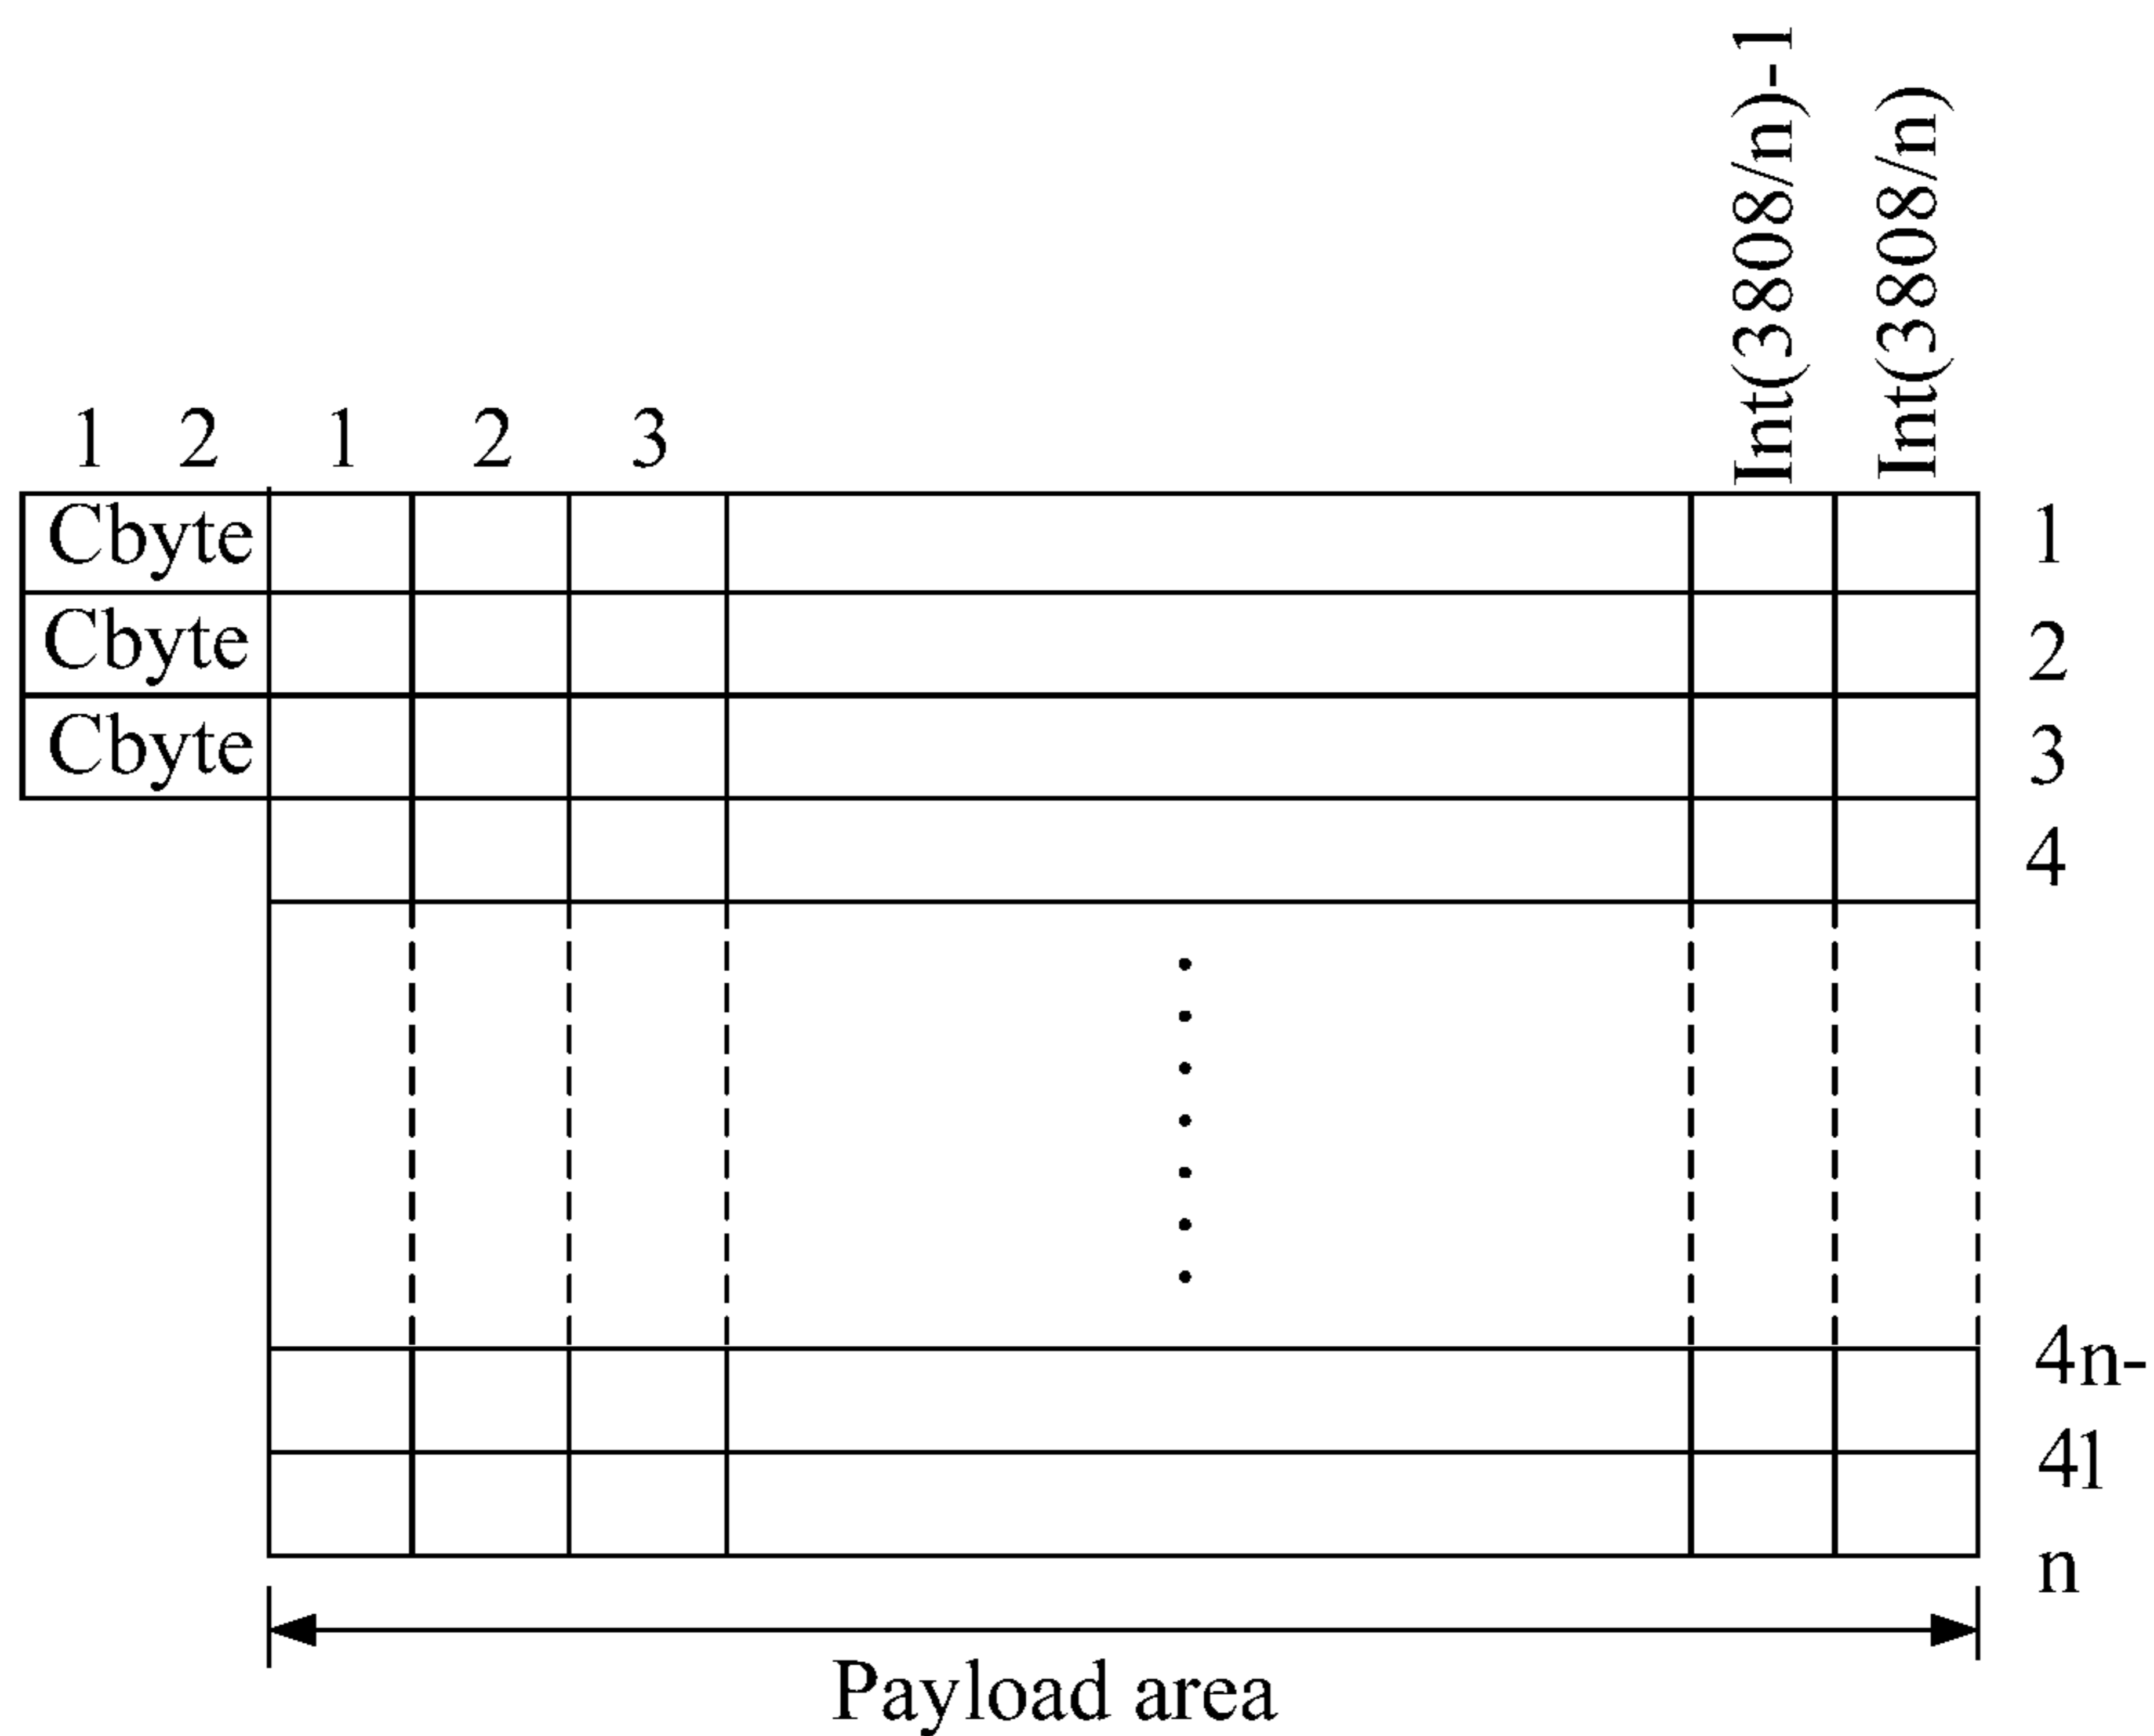 Int(3808/n)-1
Int(3808/n)
1 2 1 2 3
Cbyte 1
Cbyte 2
Cbyte 3
4
4n-
41
n
Payload area